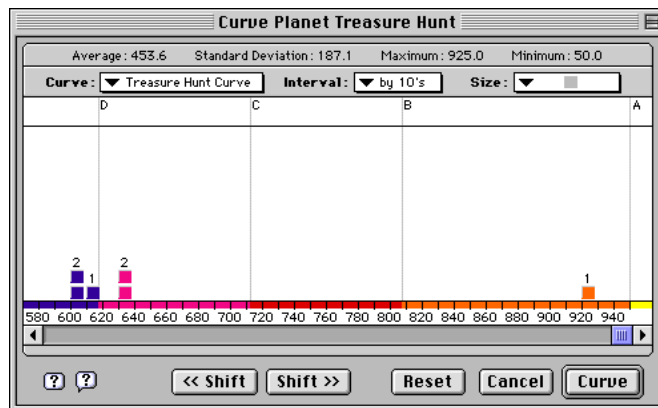 Curve Planet Treasure Hunt
Average: 453.6 Standard Deviation: 187.1 Maximum: 925.0 Minimum: 50.0
Curve: Treasure Hunt Curve Interval: by 10's Size:
D C B A
2 1 2 1
580 600 620 640 660 680 700 720 740 760 780 800 820 840 860 880 900 920 940
? ? << Shift Shift >> Reset Cancel Curve